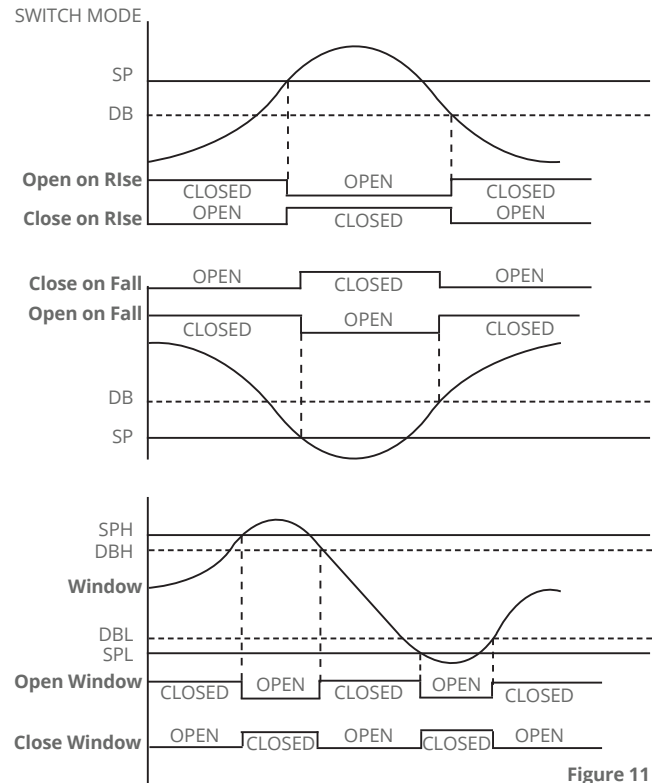 SWITCH MODE
SP
DB
Open on RIse
CLOSED OPEN CLOSED
Close on RIse
OPEN CLOSED OPEN
Close on Fall
OPEN CLOSED OPEN
Open on Fall
CLOSED OPEN CLOSED
DB
SP
SPH
DBH
Window
DBL
SPL
Open Window
CLOSED OPEN CLOSED OPEN CLOSED
Close Window
OPEN CLOSED OPEN CLOSED OPEN
Figure 11